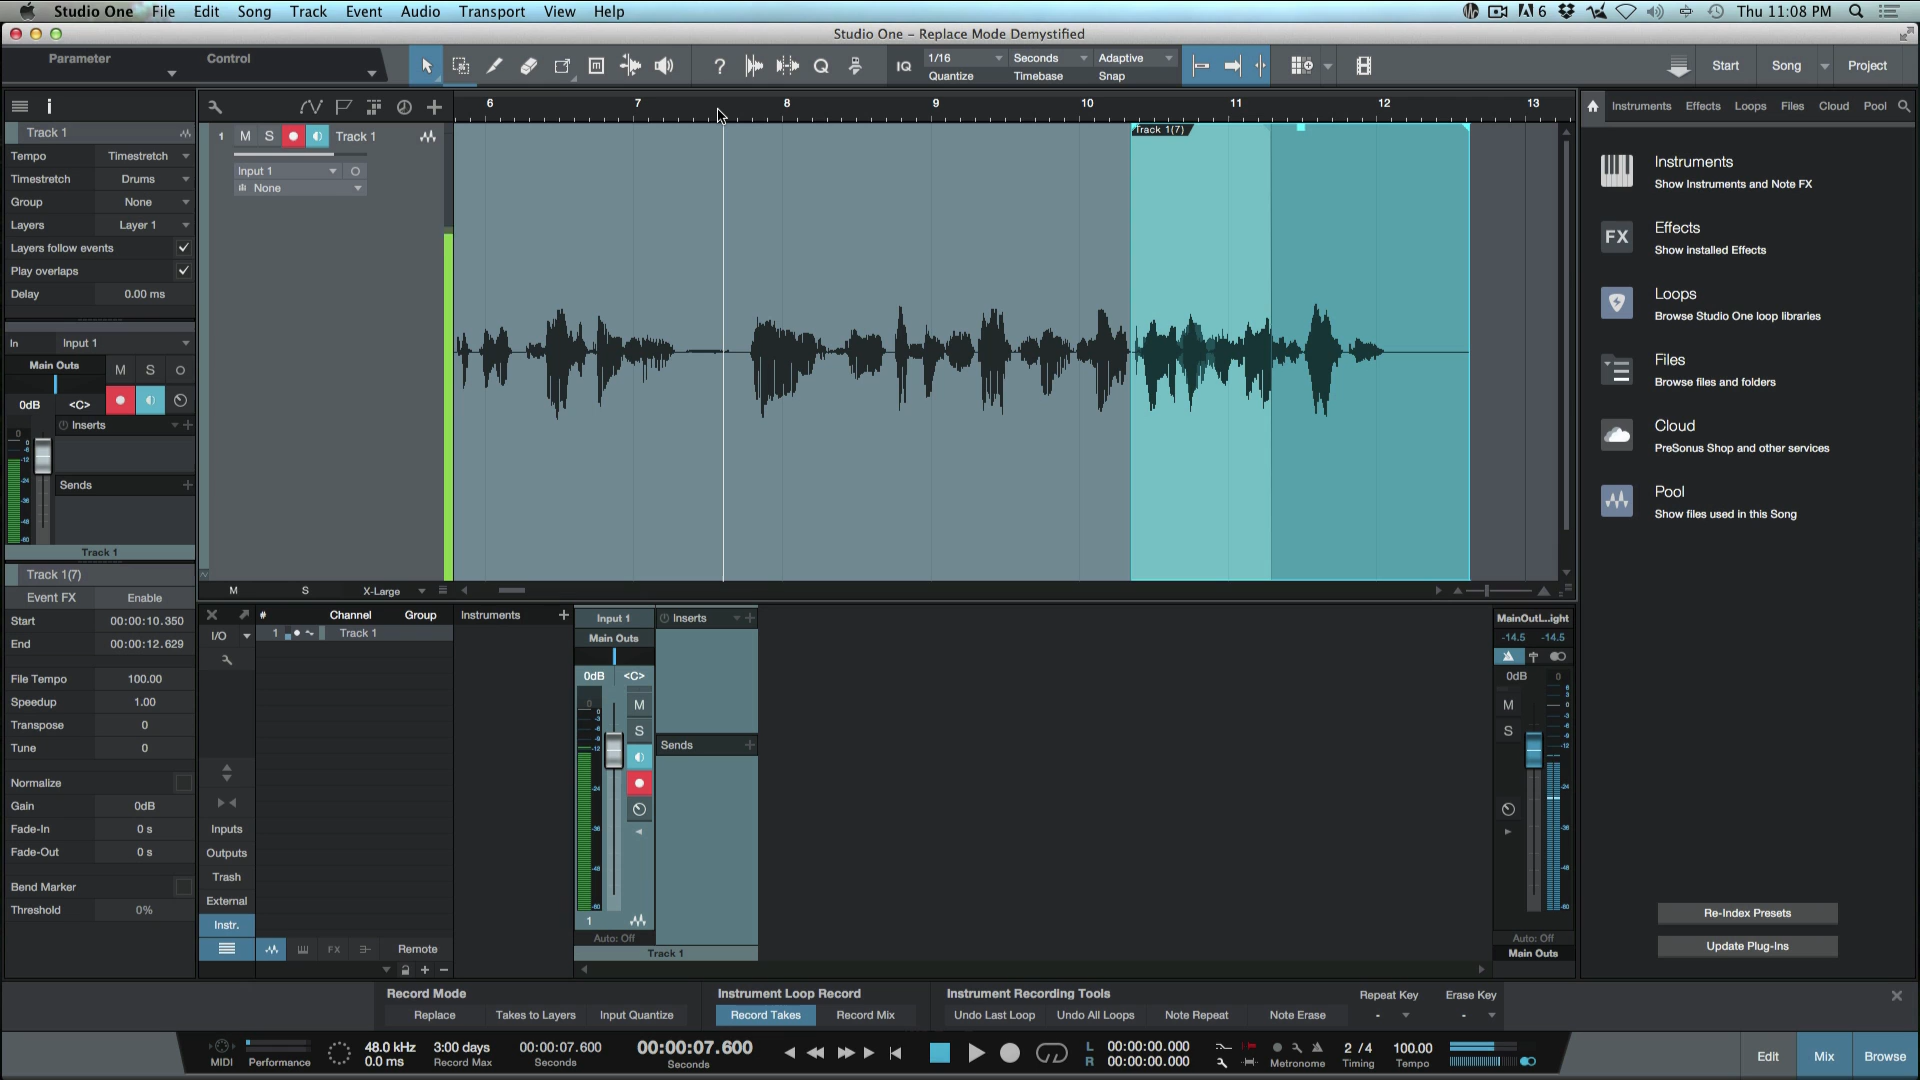 Studio One File Edit Song Track Event Audio Transport View Help 6 Thu 11:08 PM
Studio One – Replace Mode Demystified
Parameter Control
IQ 1/16 Quantize Seconds Timebase Adaptive Snap Start Song Project
i
6 7 8 9 10 11 12 13
Instruments Effects Loops Files Cloud Pool
Track 1
1 M S Track 1
Track 1(7)
Tempo Timestretch
Timestretch Drums
Group None
Layers Layer 1
Layers follow events
Play overlaps
Delay 0.00 ms
Input 1
None
Instruments
Show Instruments and Note FX
FX
Effects
Show installed Effects
Loops
Browse Studio One loop libraries
Files
Browse files and folders
Cloud
PreSonus Shop and other services
Pool
Show files used in this Song
In Input 1
Main Outs M S
0dB <C>
Inserts
Sends
Track 1
Track 1(7)
Event FX Enable
Start 00:00:10.350
End 00:00:12.629
File Tempo 100.00
Speedup 1.00
Transpose 0
Tune 0
Normalize
Gain 0dB
Fade-In 0 s
Fade-Out 0 s
Bend Marker
Threshold 0%
M S X-Large
# Channel Group
I/O 1 Track 1
Inputs
Outputs
Trash
External
Instr.
FX Remote
Instruments
Input 1 Inserts
Main Outs
0dB <C>
M
S
Sends
1
Auto: Off
Track 1
MainOutL...ight
-14.5 -14.5
0dB
M
S
Auto: Off
Main Outs
Re-Index Presets
Update Plug-Ins
Record Mode
Replace Takes to Layers Input Quantize
Instrument Loop Record
Record Takes Record Mix
Instrument Recording Tools
Undo Last Loop Undo All Loops Note Repeat Note Erase
Repeat Key Erase Key
- -
MIDI Performance
48.0 kHz
0.0 ms
3:00 days
Record Max
00:00:07.600
Seconds
00:00:07.600
Seconds
L 00:00:00.000
R 00:00:00.000
Metronome
2 / 4
Timing
100.00
Tempo
Edit Mix Browse